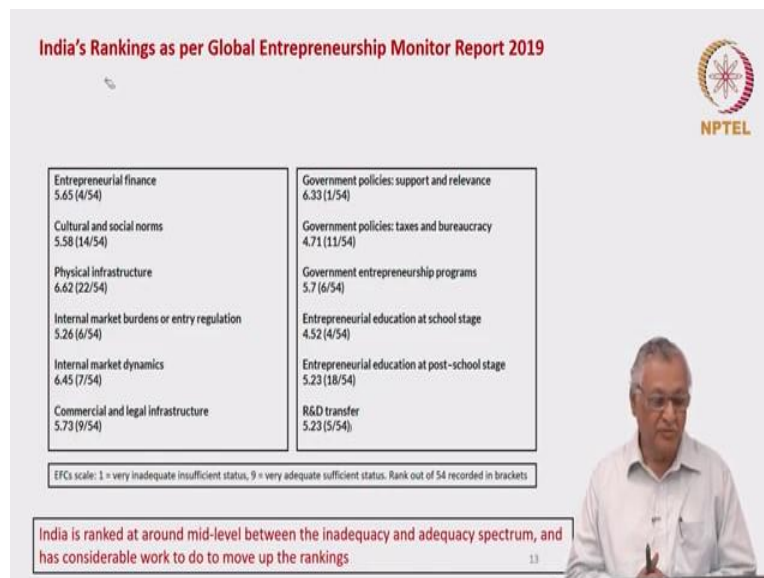 India's Rankings as per Global Entrepreneurship Monitor Report 2019
NPTEL
Entrepreneurial finance
5.65 (4/54)
Cultural and social norms
5.58 (14/54)
Physical infrastructure
6.62 (22/54)
Internal market burdens or entry regulation
5.26 (6/54)
Internal market dynamics
6.45 (7/54)
Commercial and legal infrastructure
5.73 (9/54)
Government policies: support and relevance
6.33 (1/54)
Government policies: taxes and bureaucracy
4.71 (11/54)
Government entrepreneurship programs
5.7 (6/54)
Entrepreneurial education at school stage
4.52 (4/54)
Entrepreneurial education at post-school stage
5.23 (18/54)
R&D transfer
5.23 (5/54)
EFCs scale: 1 = very inadequate insufficient status, 9 = very adequate sufficient status. Rank out of 54 recorded in brackets
India is ranked at around mid-level between the inadequacy and adequacy spectrum, and
has considerable work to do to move up the rankings
13